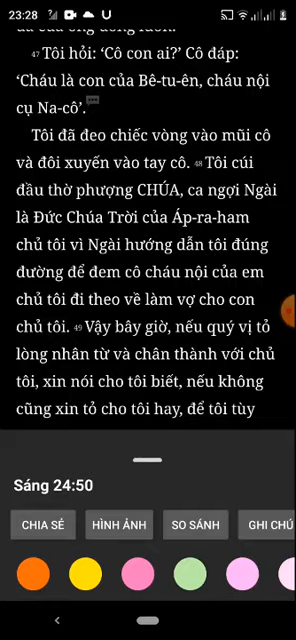 23:28
47 Tôi hỏi: 'Cô con ai?' Cô đáp:
'Cháu là con của Bê-tu-ên, cháu nội
cụ Na-cô'.
Tôi đã đeo chiếc vòng vào mũi cô
và đôi xuyến vào tay cô. 48 Tôi cúi
đầu thờ phượng CHÚA, ca ngợi Ngài
là Đức Chúa Trời của Áp-ra-ham
chủ tôi vì Ngài hướng dẫn tôi đúng
đường để đem cô cháu nội của em
chủ tôi đi theo về làm vợ cho con
chủ tôi. 49 Vậy bây giờ, nếu quý vị tỏ
lòng nhân từ và chân thành với chủ
tôi, xin nói cho tôi biết, nếu không
cũng xin tỏ cho tôi hay, để tôi tùy
Sáng 24:50
CHIA SẺ
HÌNH ẢNH
SO SÁNH
GHI CHÚ